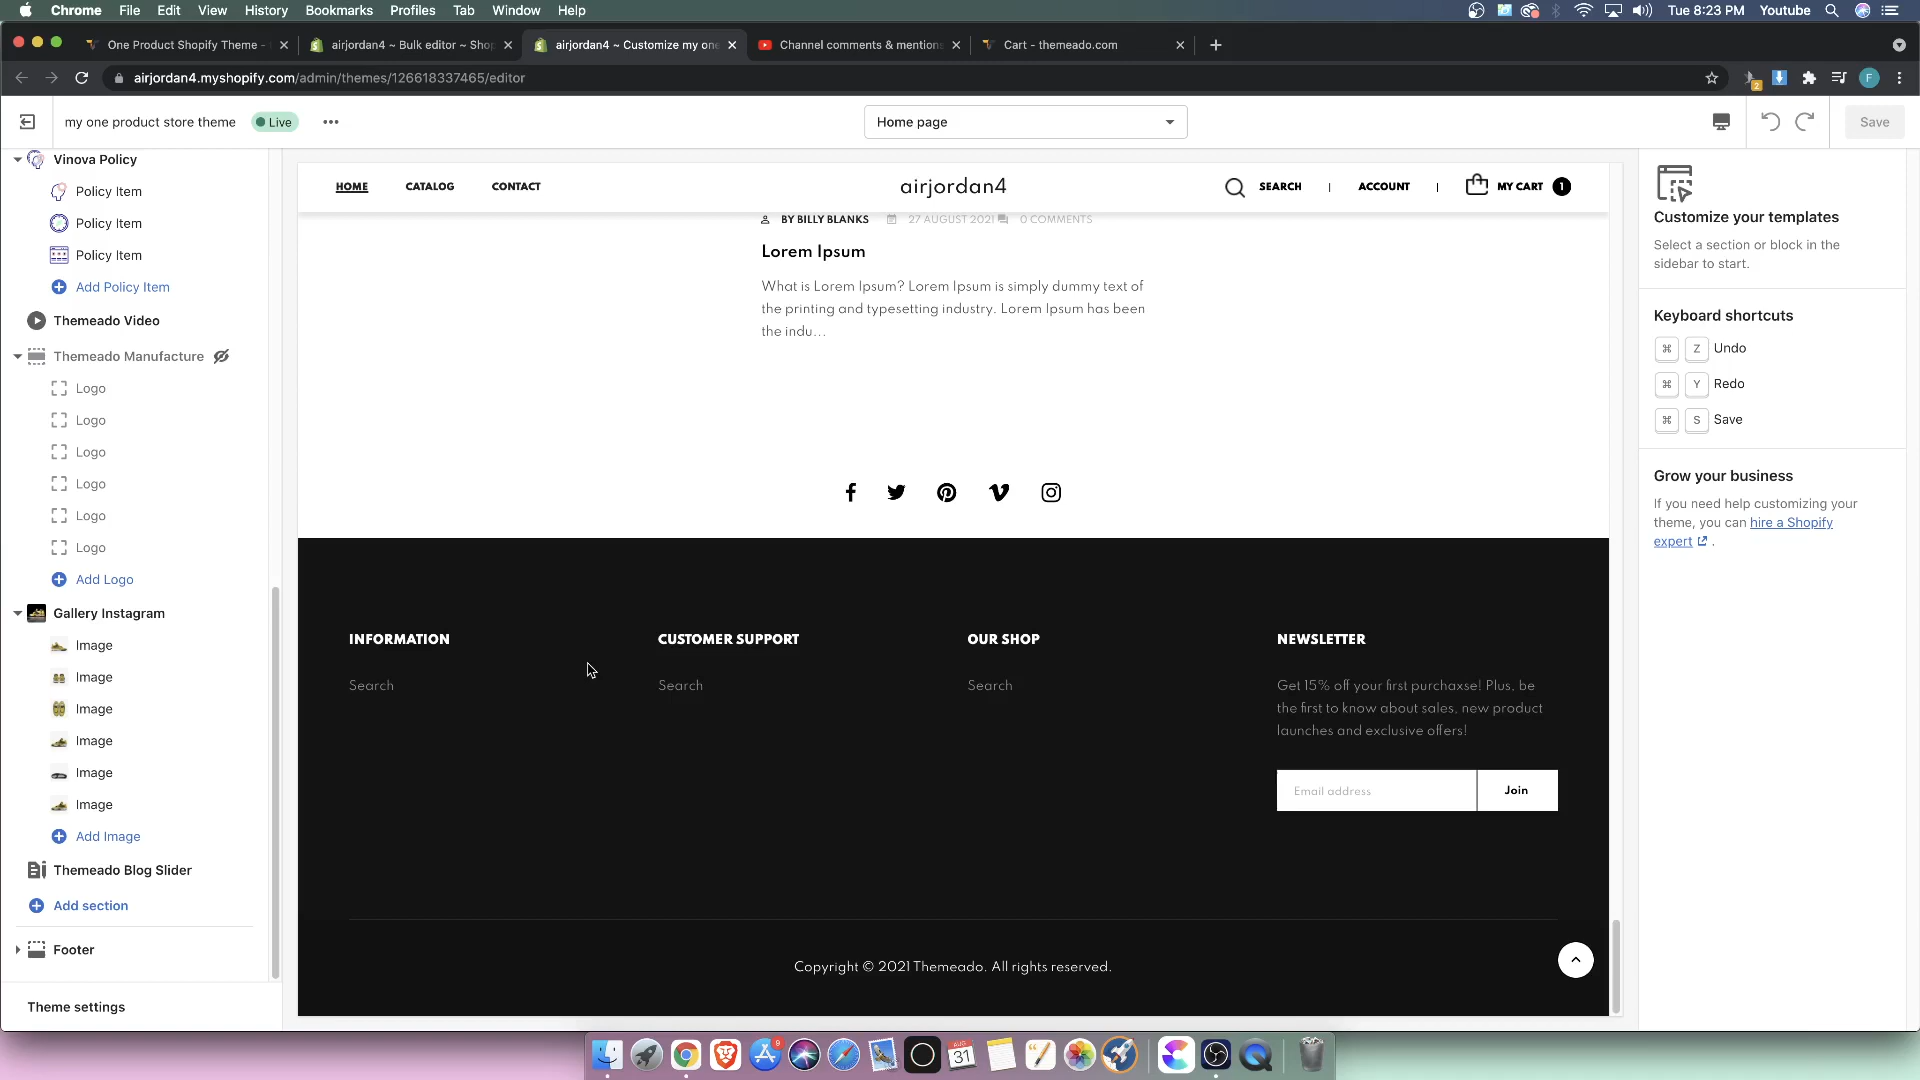 Chrome File Edit View History Bookmarks Profiles Tab Window Help Tue 8:23 PM Youtube
One Product Shopify Theme - airjordan4 ~ Bulk editor ~ Shop airjordan4 ~ Customize my one Channel comments & mentions Cart - themeado.com
airjordan4.myshopify.com/admin/themes/126618337465/editor 2 F
my one product store theme Live Home page Save
Vinova Policy
Policy Item
Policy Item
Policy Item
Add Policy Item
Themeado Video
Themeado Manufacture
Logo
Logo
Logo
Logo
Logo
Logo
Add Logo
Gallery Instagram
Image
Image
Image
Image
Image
Image
Add Image
Themeado Blog Slider
Add section
Footer
Theme settings
HOME CATALOG CONTACT airjordan4 SEARCH | ACCOUNT | MY CART 1
BY BILLY BLANKS 27 AUGUST 2021 0 COMMENTS
Lorem Ipsum
What is Lorem Ipsum? Lorem Ipsum is simply dummy text of
the printing and typesetting industry. Lorem Ipsum has been
the indu...
INFORMATION CUSTOMER SUPPORT OUR SHOP NEWSLETTER
Search Search Search Get 15% off your first purchaxse! Plus, be
the first to know about sales, new product
launches and exclusive offers!
Email address Join
Copyright © 2021 Themeado. All rights reserved.
Customize your templates
Select a section or block in the
sidebar to start.
Keyboard shortcuts
⌘ Z Undo
⌘ Y Redo
⌘ S Save
Grow your business
If you need help customizing your
theme, you can hire a Shopify
expert .
9 AUG 31